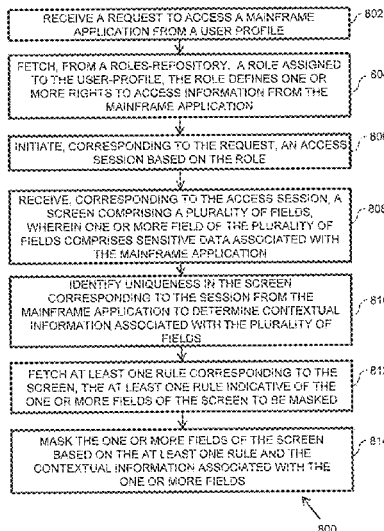 RECEIVE A REQUEST TO ACCESS A MAINFRAME
APPLICATION FROM A USER PROFILE
802
FETCH, FROM A ROLES-REPOSITORY, A ROLE ASSIGNED
TO THE USER-PROFILE, THE ROLE DEFINES ONE OR
MORE RIGHTS TO ACCESS INFORMATION FROM THE
MAINFRAME APPLICATION
804
INITIATE, CORRESPONDING TO THE REQUEST, AN ACCESS
SESSION BASED ON THE ROLE
806
RECEIVE, CORRESPONDING TO THE ACCESS SESSION, A
SCREEN COMPRISING A PLURALITY OF FIELDS,
WHEREIN ONE OR MORE FIELD OF THE PLURALITY OF
FIELDS COMPRISES SENSITIVE DATA ASSOCIATED WITH
THE MAINFRAME APPLICATION
808
IDENTIFY UNIQUENESS IN THE SCREEN
CORRESPONDING TO THE SESSION FROM THE
MAINFRAME APPLICATION TO DETERMINE CONTEXTUAL
INFORMATION ASSOCIATED WITH THE PLURALITY OF
FIELDS
810
FETCH AT LEAST ONE RULE CORRESPONDING TO THE
SCREEN, THE AT LEAST ONE RULE INDICATIVE OF THE
ONE OR MORE FIELDS OF THE SCREEN TO BE MASKED
812
MASK THE ONE OR MORE FIELDS OF THE SCREEN
BASED ON THE AT LEAST ONE RULE AND THE
CONTEXTUAL INFORMATION ASSOCIATED WITH THE
ONE OR MORE FIELDS
814
800